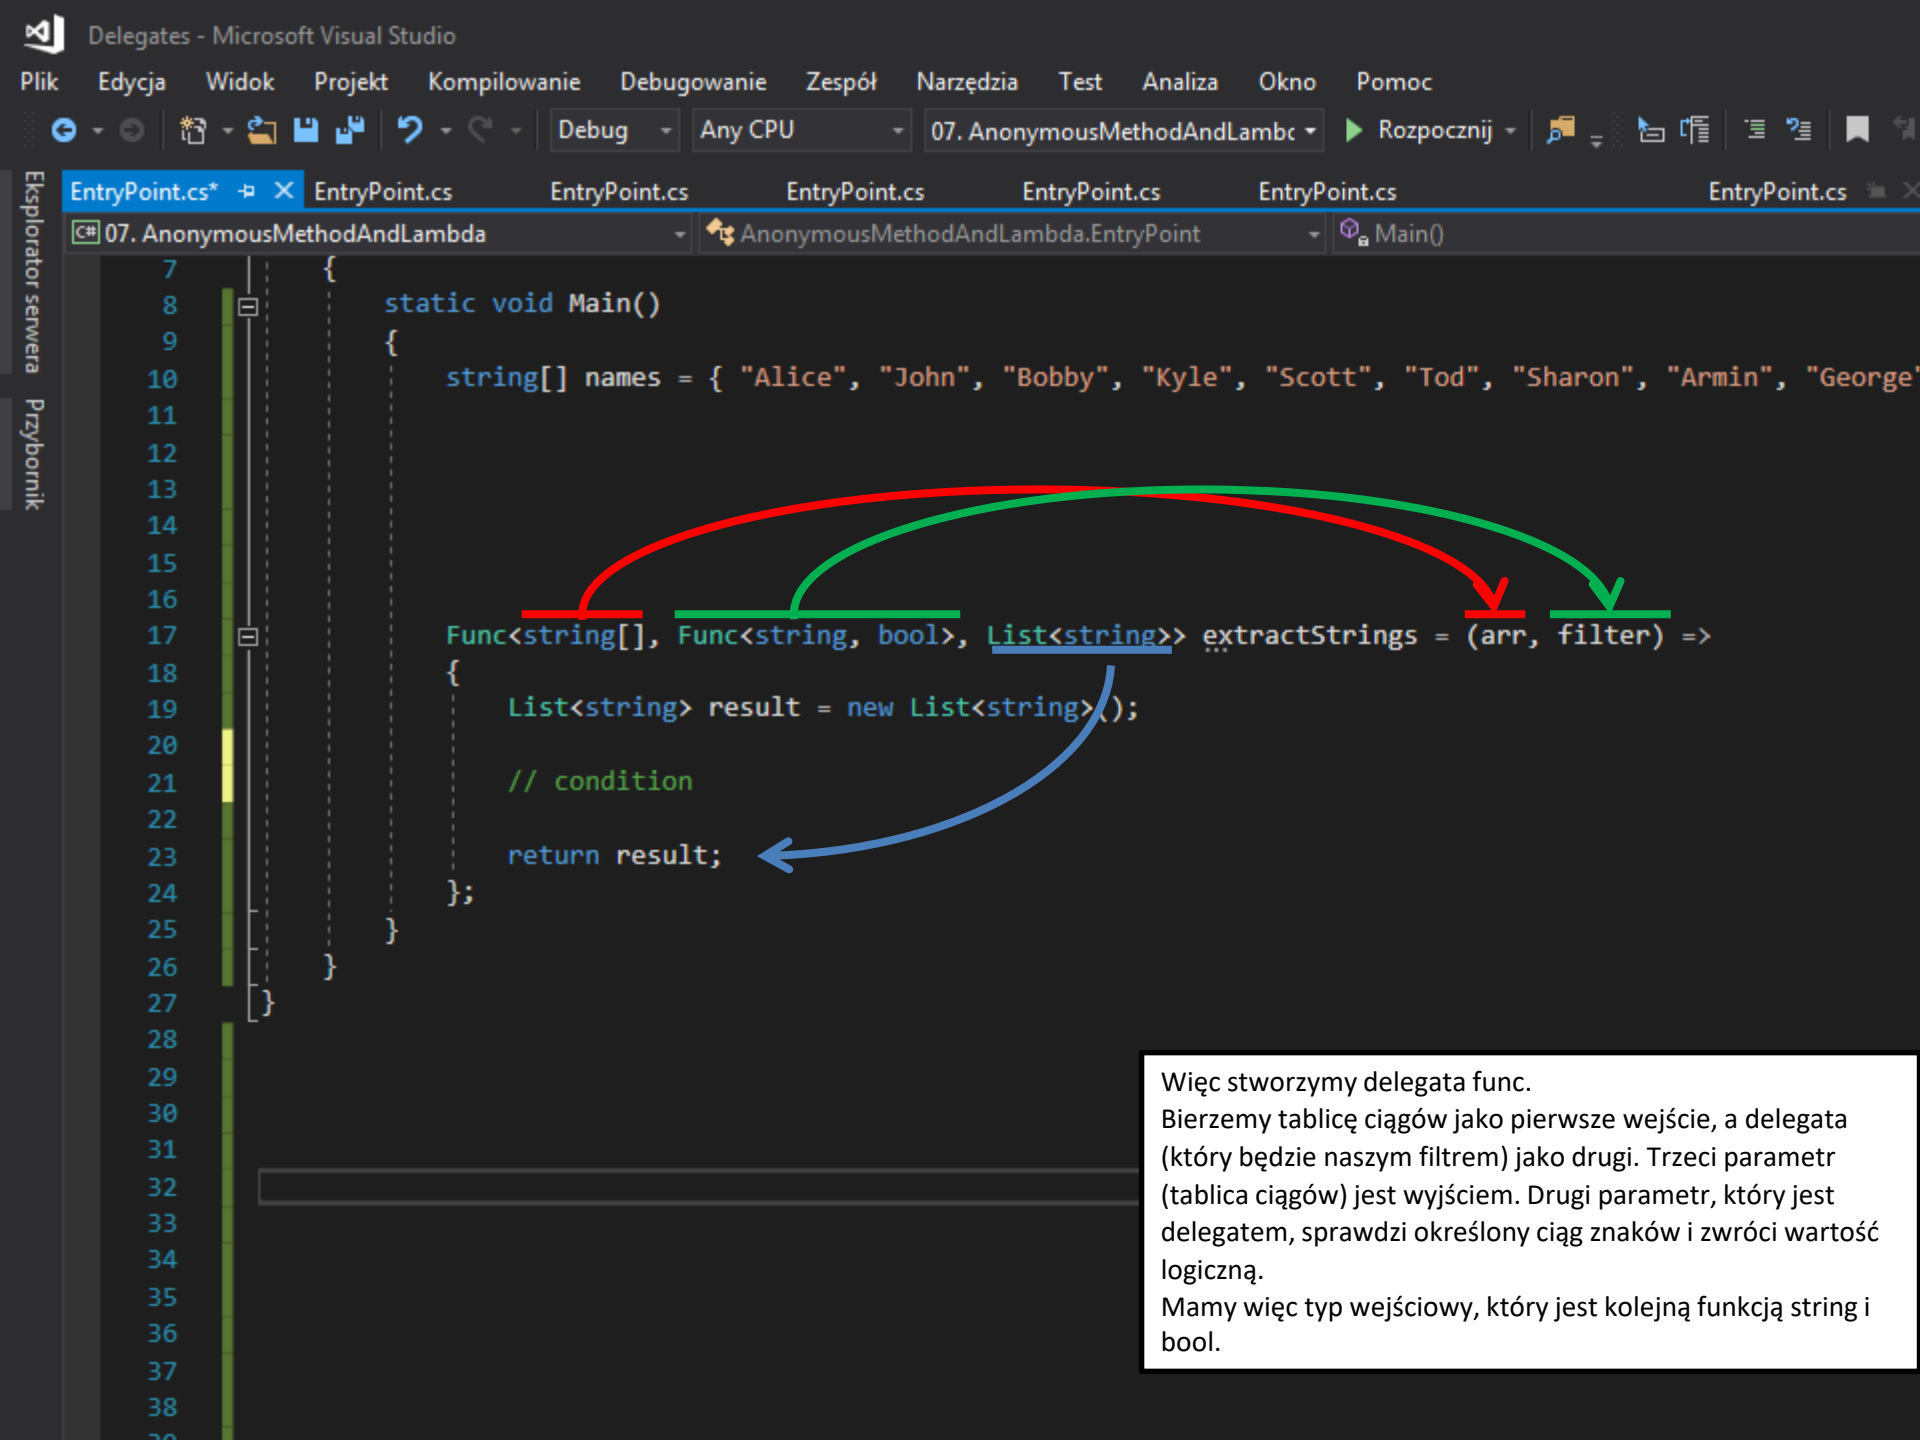 Delegates - Microsoft Visual Studio
Plik Edycja Widok Projekt Kompilowanie Debugowanie Zespół Narzędzia Test Analiza Okno Pomoc
Debug Any CPU 07. AnonymousMethodAndLambc Rozpocznij
Eksplorator serwera
Przybornik
EntryPoint.cs* EntryPoint.cs EntryPoint.cs EntryPoint.cs EntryPoint.cs EntryPoint.cs EntryPoint.cs
C# 07. AnonymousMethodAndLambda AnonymousMethodAndLambda.EntryPoint Main()
7 {
8 static void Main()
9 {
10 string[] names = { "Alice", "John", "Bobby", "Kyle", "Scott", "Tod", "Sharon", "Armin", "George"
11
12
13
14
15
16
17 Func<string[], Func<string, bool>, List<string>> extractStrings = (arr, filter) =>
18 {
19 List<string> result = new List<string>();
20
21 // condition
22
23 return result;
24 };
25 }
26 }
27 }
28
29
30
31
32
33
34
35
36
37
38
Więc stworzymy delegata func.
Bierzemy tablicę ciągów jako pierwsze wejście, a delegata
(który będzie naszym filtrem) jako drugi. Trzeci parametr
(tablica ciągów) jest wyjściem. Drugi parametr, który jest
delegatem, sprawdzi określony ciąg znaków i zwróci wartość
logiczną.
Mamy więc typ wejściowy, który jest kolejną funkcją string i
bool.